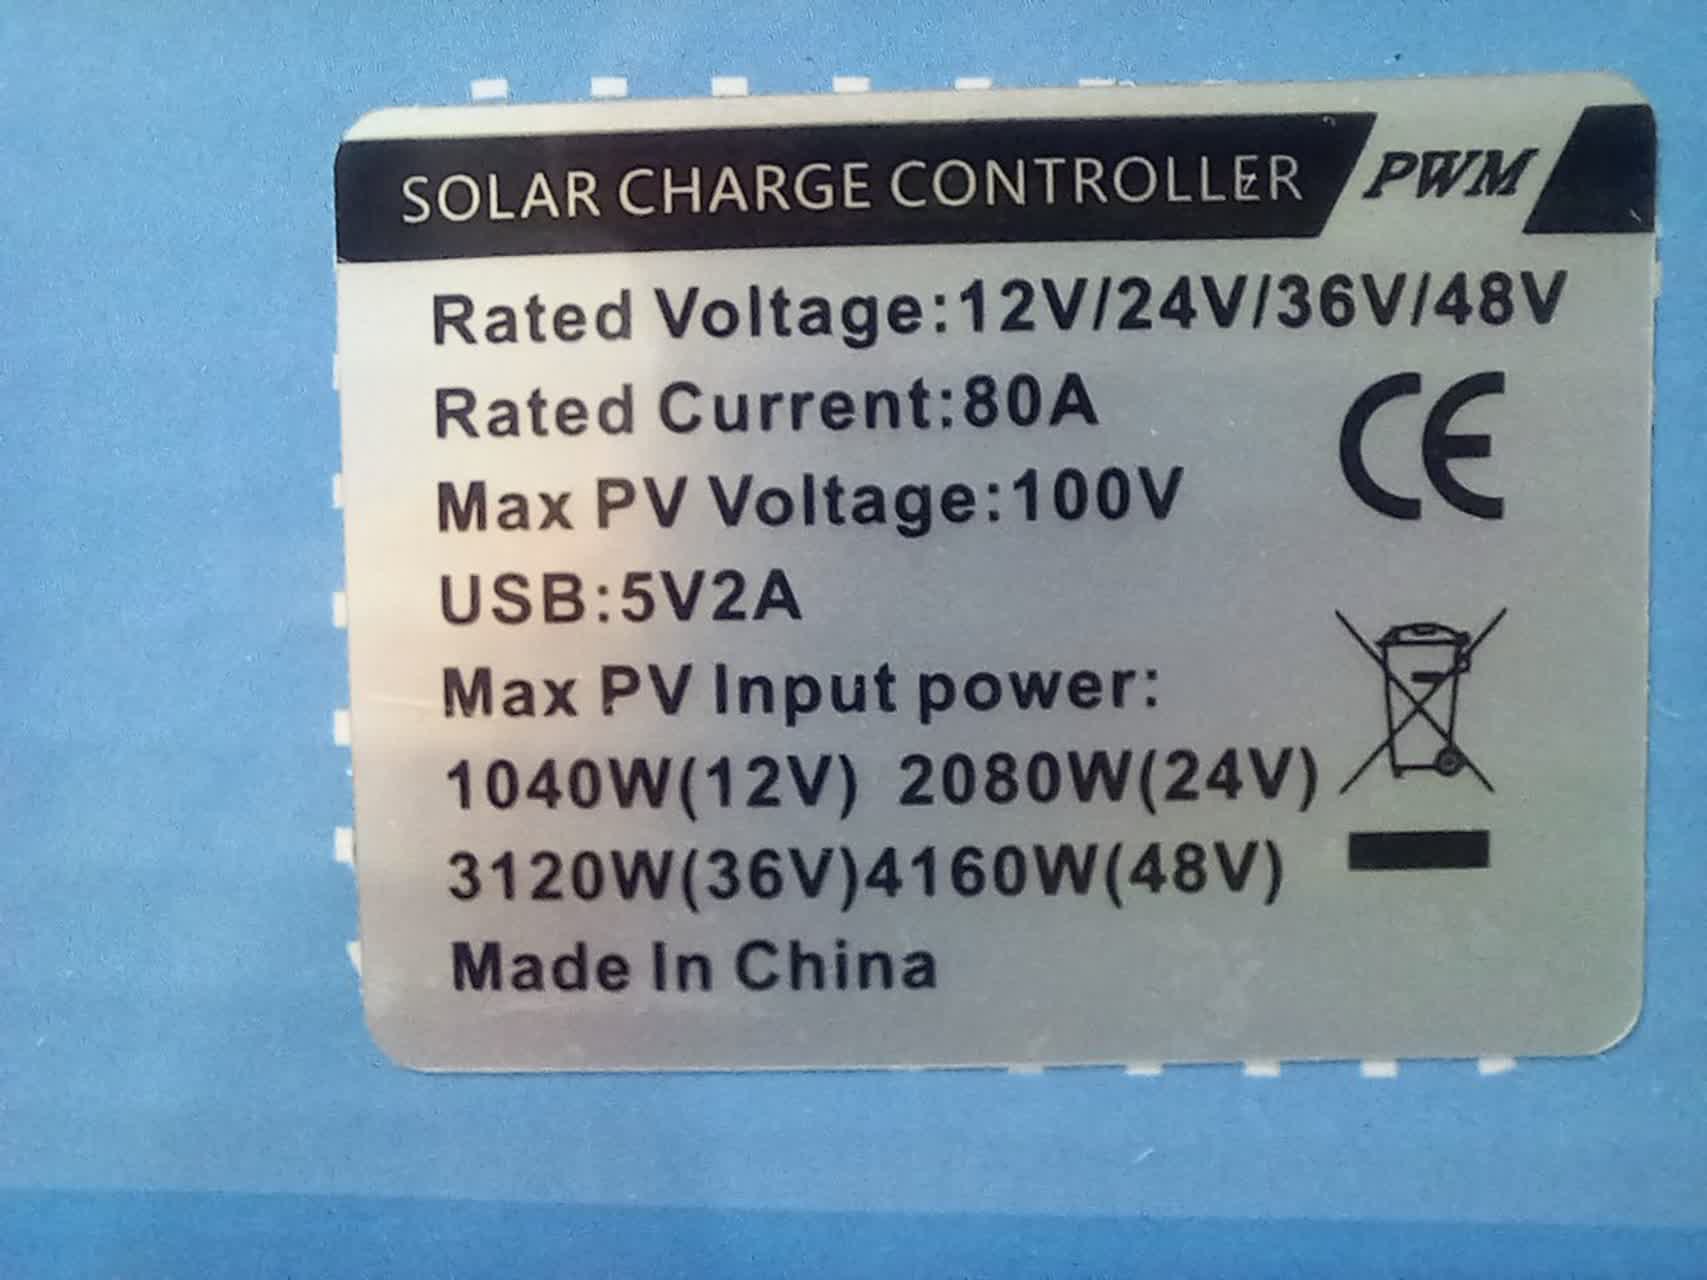 SOLAR CHARGE CONTROLLER PWM
Rated Voltage:12V/24V/36V/48V
Rated Current:80A
CE
Max PV Voltage:100V
USB:5V2A
Max PV Input power:
1040W(12V) 2080W(24V)
3120W(36V)4160W(48V)
Made In China